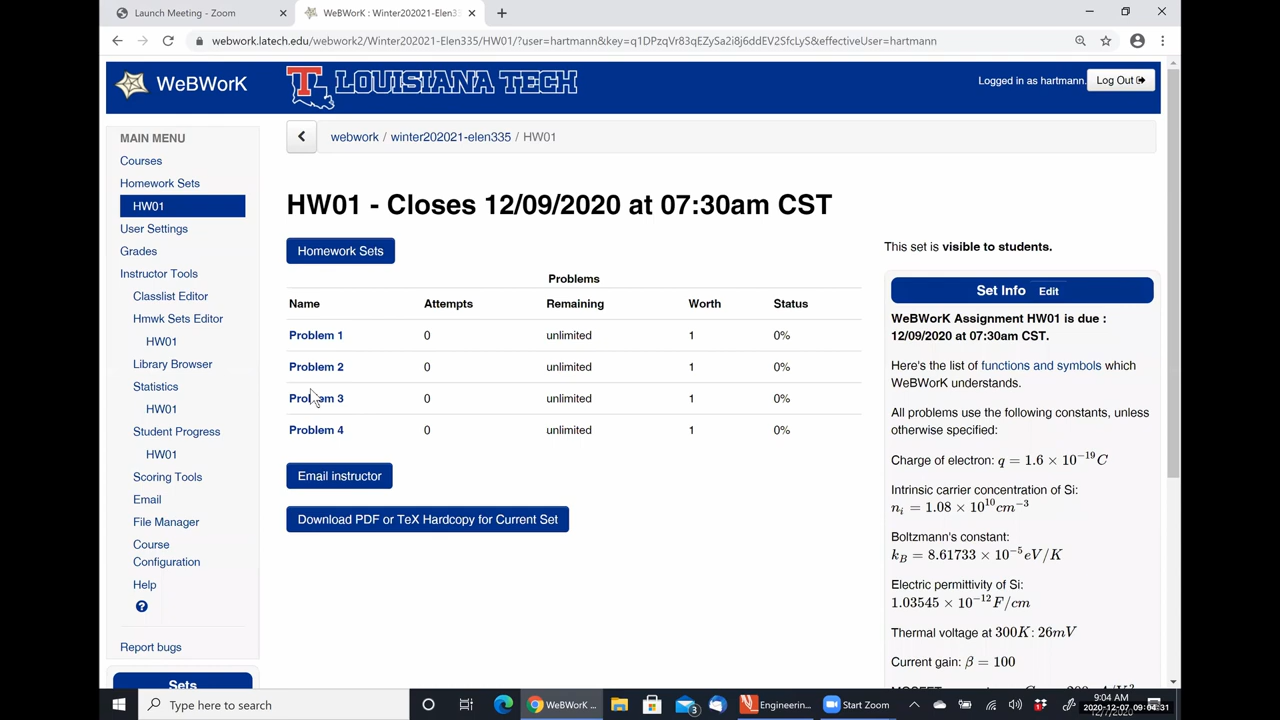 Launch Meeting - Zoom
WeBWorK : Winter202021-Elen33
webwork.latech.edu/webwork2/Winter202021-Elen335/HW01/?user=hartmann&key=q1DPzqVr83qEZySa2i8j6ddEV2SfcLyS&effectiveUser=hartmann
WeBWorK
LOUISIANA TECH
Logged in as hartmann.
Log Out
MAIN MENU
Courses
Homework Sets
HW01
User Settings
Grades
Instructor Tools
Classlist Editor
Hmwk Sets Editor
HW01
Library Browser
Statistics
HW01
Student Progress
HW01
Scoring Tools
Email
File Manager
Course
Configuration
Help
Report bugs
Sets
webwork / winter202021-elen335 / HW01
HW01 - Closes 12/09/2020 at 07:30am CST
Homework Sets
Problems
Name Attempts Remaining Worth Status
Problem 1 0 unlimited 1 0%
Problem 2 0 unlimited 1 0%
Problem 3 0 unlimited 1 0%
Problem 4 0 unlimited 1 0%
Email instructor
Download PDF or TeX Hardcopy for Current Set
This set is visible to students.
Set Info Edit
WeBWorK Assignment HW01 is due :
12/09/2020 at 07:30am CST.
Here's the list of functions and symbols which
WeBWorK understands.
All problems use the following constants, unless
otherwise specified:
Charge of electron: q = 1.6 × 10⁻¹⁹C
Intrinsic carrier concentration of Si:
nᵢ = 1.08 × 10¹⁰cm⁻³
Boltzmann's constant:
k_B = 8.61733 × 10⁻⁵eV/K
Electric permittivity of Si:
1.03545 × 10⁻¹²F/cm
Thermal voltage at 300K: 26mV
Current gain: β = 100
Type here to search
WeBWorK ...
3
Engineerin...
Start Zoom
9:04 AM
2020-12-07 09:04:31